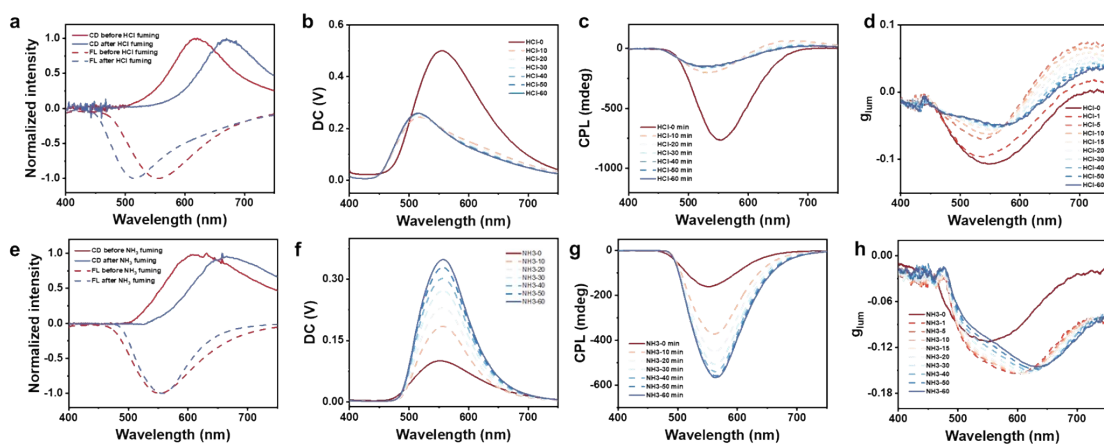 a
CD before HCl fuming
CD after HCl fuming
FL before HCl fuming
FL after HCl fuming
1.0
0.5
0.0
-0.5
-1.0
Normalized intensity
400 500 600 700
Wavelength (nm)
b
HCl-0
HCl-10
HCl-20
HCl-30
HCl-40
HCl-50
HCl-60
0.6
0.4
0.2
0.0
DC (V)
400 500 600 700
Wavelength (nm)
c
0
-500
-1000
CPL (mdeg)
HCl-0 min
HCl-10 min
HCl-20 min
HCl-30 min
HCl-40 min
HCl-50 min
HCl-60 min
400 500 600 700
Wavelength (nm)
d
0.1
0.0
-0.1
glum
HCl-0
HCl-1
HCl-5
HCl-10
HCl-15
HCl-20
HCl-30
HCl-40
HCl-50
HCl-60
400 500 600 700
Wavelength (nm)
e
CD before NH3 fuming
CD after NH3 fuming
FL before NH3 fuming
FL after NH3 fuming
1.0
0.5
0.0
-0.5
-1.0
Normalized intensity
400 500 600 700
Wavelength (nm)
f
NH3-0
NH3-10
NH3-20
NH3-30
NH3-40
NH3-50
NH3-60
0.30
0.15
0.00
DC (V)
400 500 600 700
Wavelength (nm)
g
0
-200
-400
-600
CPL (mdeg)
NH3-0 min
NH3-10 min
NH3-20 min
NH3-30 min
NH3-40 min
NH3-50 min
NH3-60 min
400 500 600 700
Wavelength (nm)
h
0.00
-0.06
-0.12
-0.18
glum
NH3-0
NH3-1
NH3-5
NH3-10
NH3-15
NH3-20
NH3-30
NH3-40
NH3-50
NH3-60
400 500 600 700
Wavelength (nm)